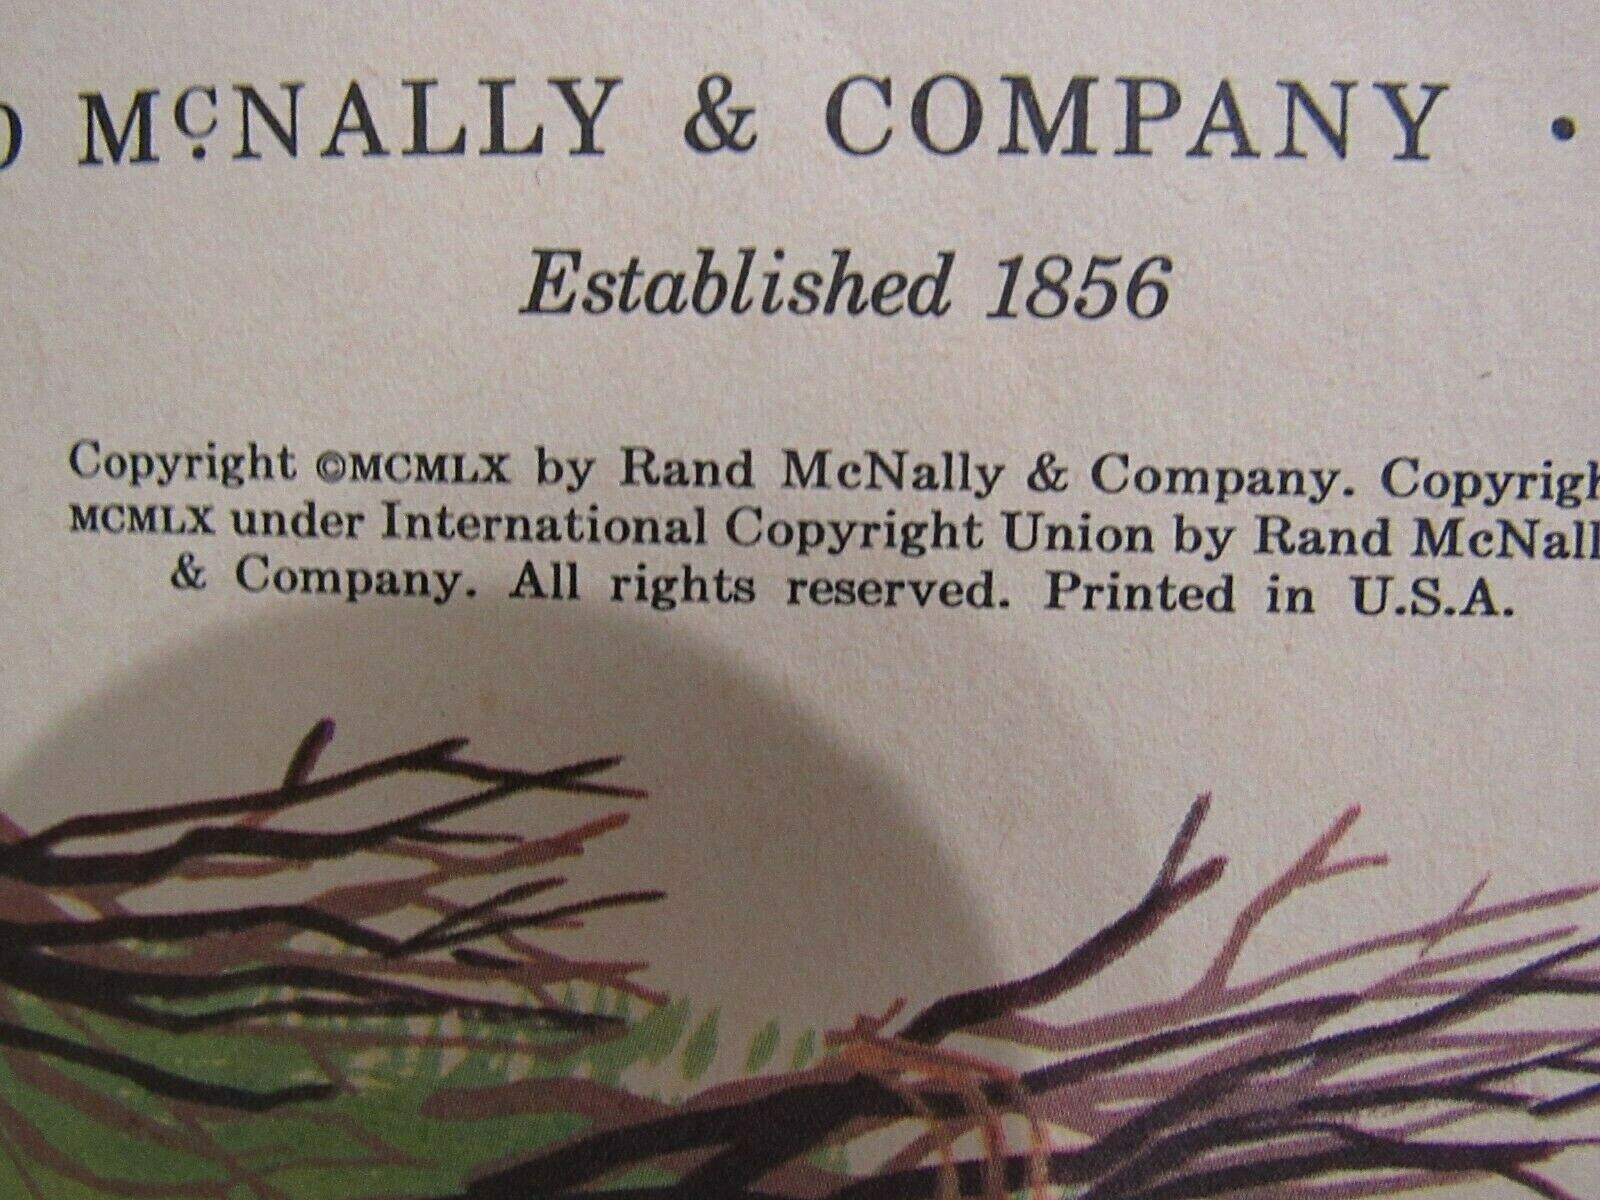 D McNALLY & COMPANY •
Established 1856
Copyright ©MCMLX by Rand McNally & Company. Copyrigh
MCMLX under International Copyright Union by Rand McNall
& Company. All rights reserved. Printed in U.S.A.